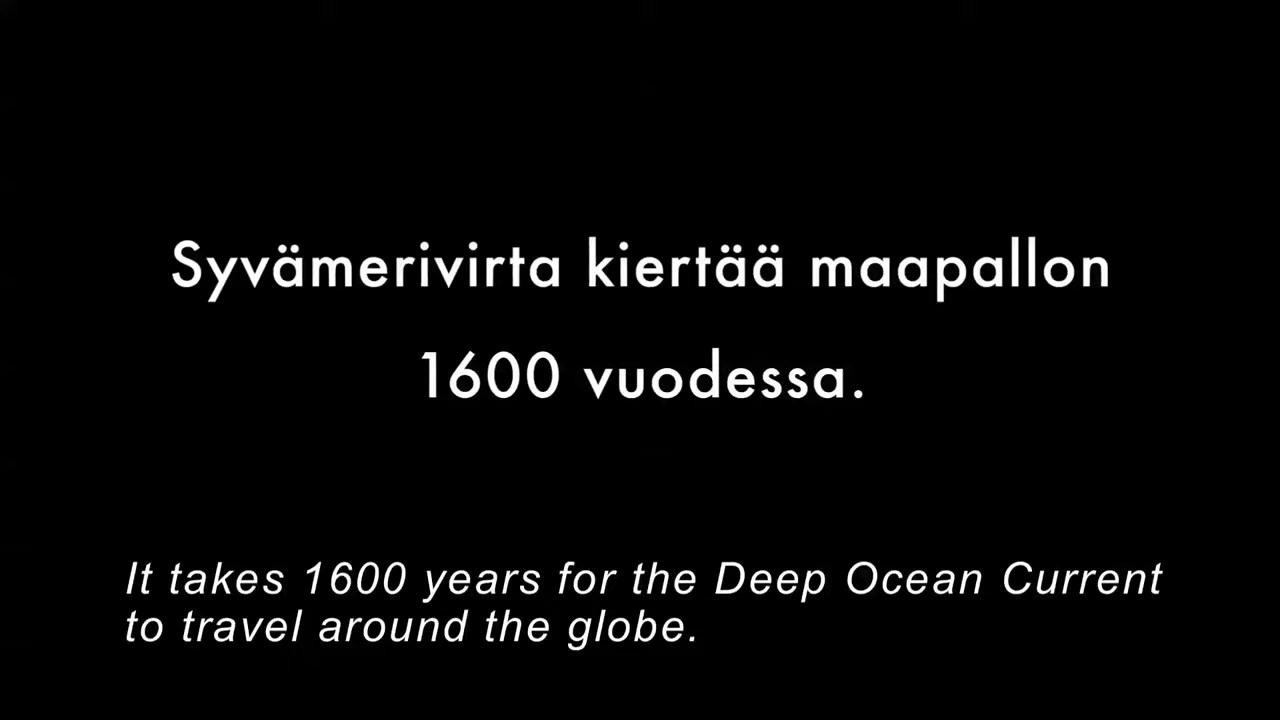 Syvämerivirta kiertää maapallon
1600 vuodessa.
It takes 1600 years for the Deep Ocean Current
to travel around the globe.